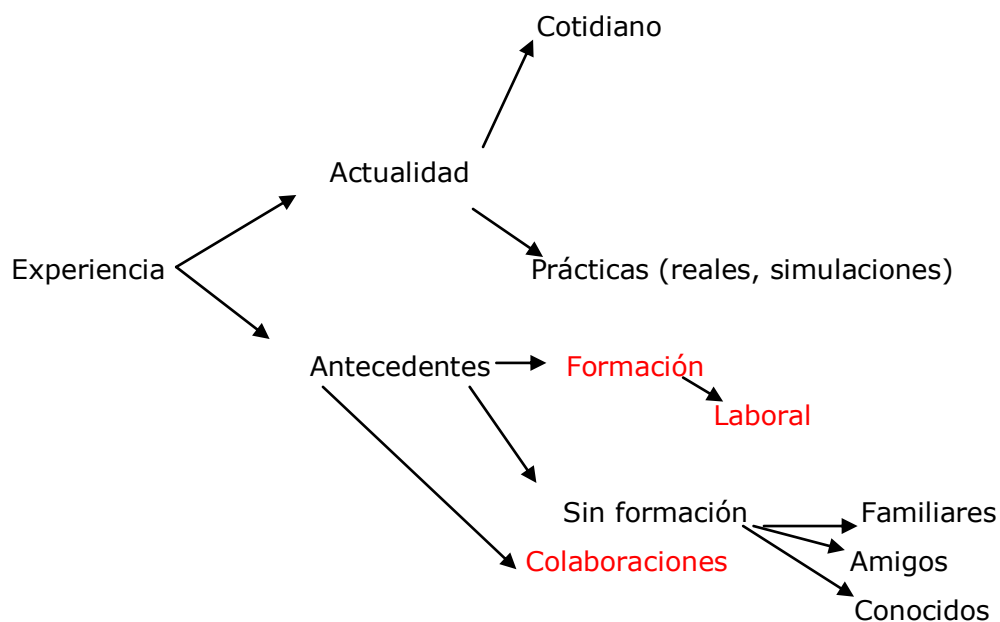 Cotidiano
Actualidad
Experiencia
Prácticas (reales, simulaciones)
Antecedentes
Formación
Laboral
Sin formación
Familiares
Colaboraciones
Amigos
Conocidos